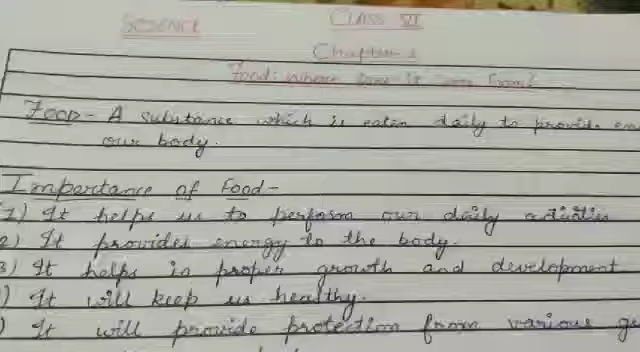 Science
CLASS VI
Chapter-1
Food: where does it come from?
Food - A substance which is eaten daily to provide
our body.
Importance of Food-
1) It helps us to perform our daily activities
2) It provides energy to the body.
3) It helps in proper growth and development
) It will keep us healthy.
) It will provide protection from various